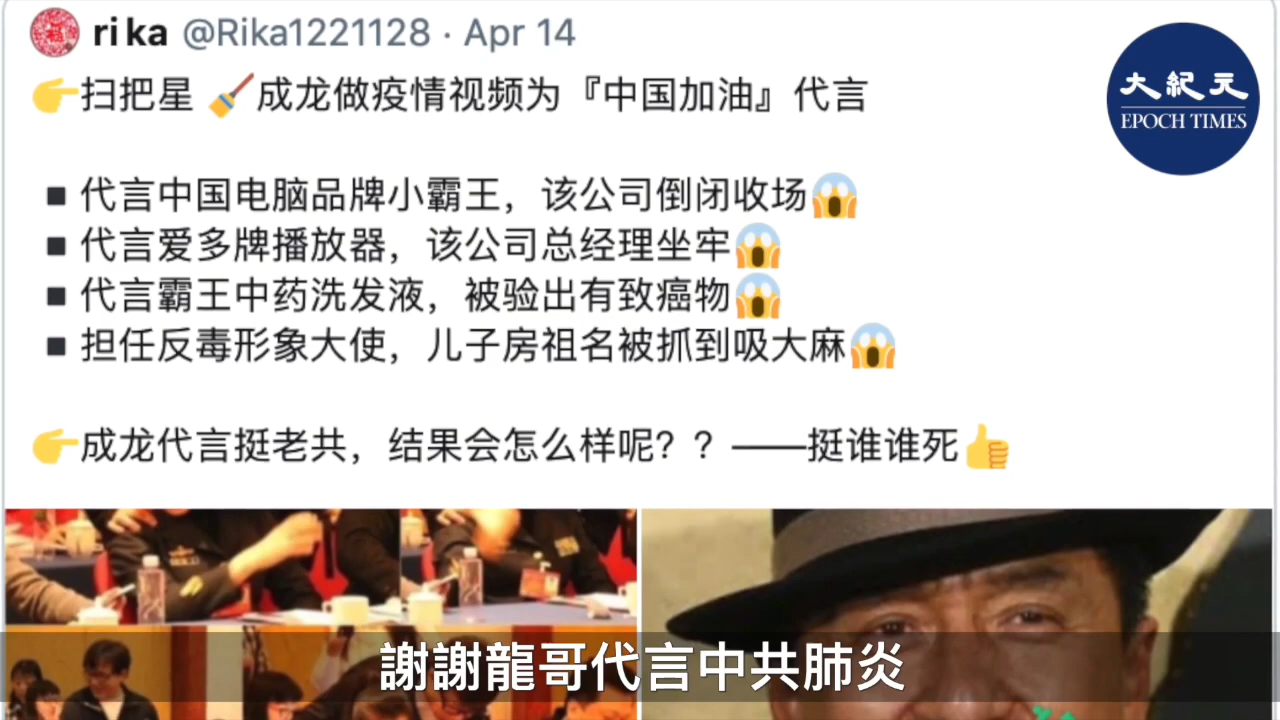 rika @Rika1221128 · Apr 14
大紀元
EPOCH TIMES
👉扫把星 🧹成龙做疫情视频为『中国加油』代言
▪代言中国电脑品牌小霸王，该公司倒闭收场😱
▪代言爱多牌播放器，该公司总经理坐牢😱
▪代言霸王中药洗发液，被验出有致癌物😱
▪担任反毒形象大使，儿子房祖名被抓到吸大麻😱
👉成龙代言挺老共，结果会怎么样呢？？——挺谁谁死👍
謝謝龍哥代言中共肺炎